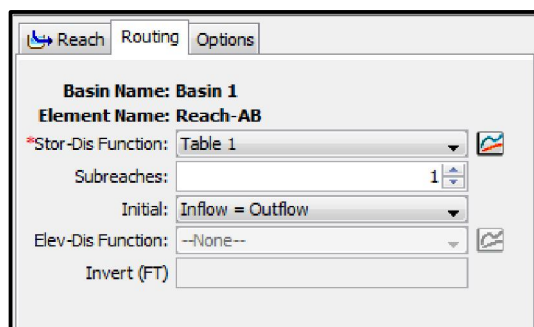 Reach Routing Options
Basin Name: Basin 1
Element Name: Reach-AB
*Stor-Dis Function: Table 1
Subreaches: 1
Initial: Inflow = Outflow
Elev-Dis Function: --None--
Invert (FT)